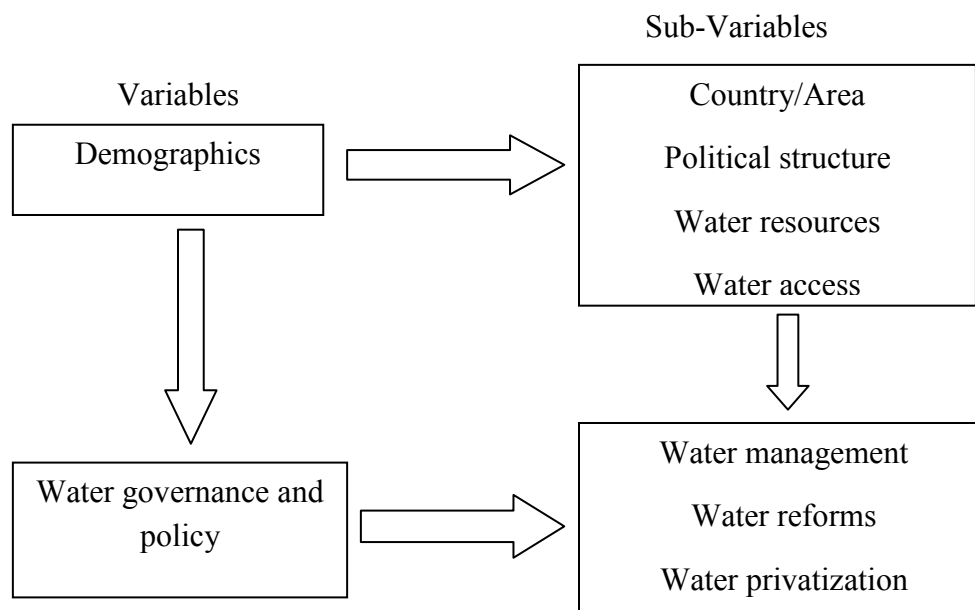 Sub-Variables
Variables
Demographics
Country/Area
Political structure
Water resources
Water access
Water governance and
policy
Water management
Water reforms
Water privatization